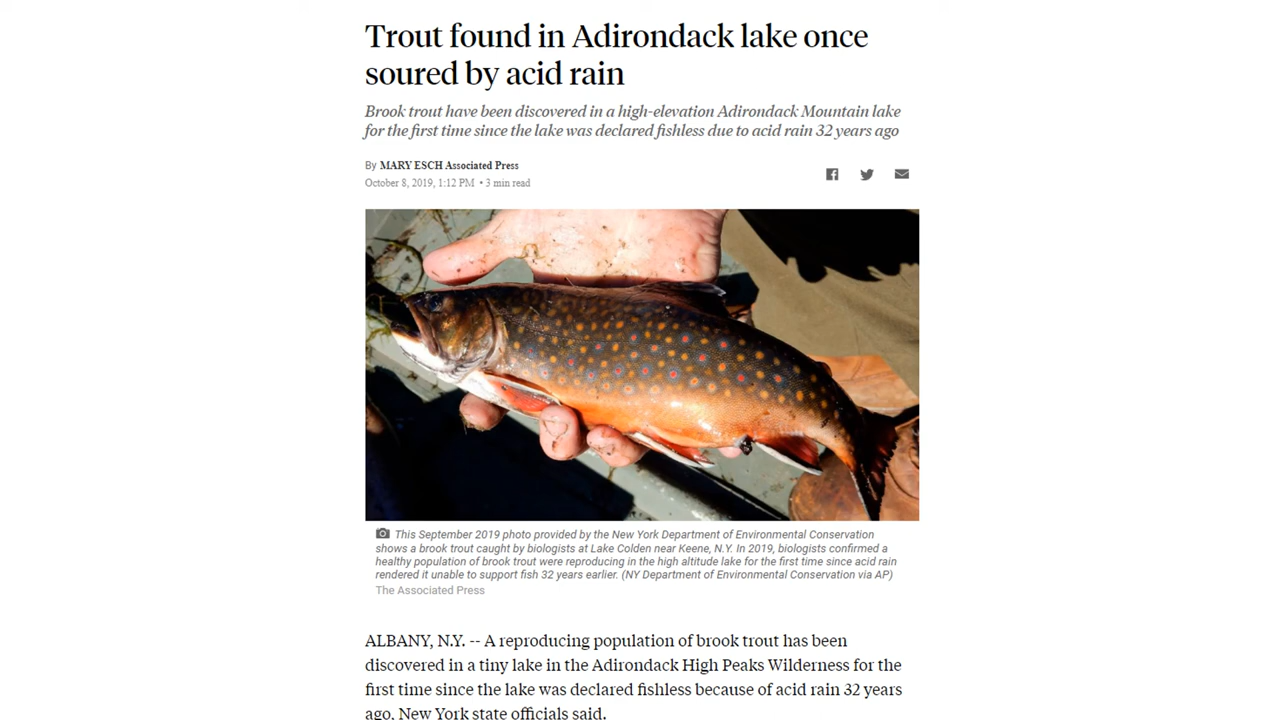 Trout found in Adirondack lake once
soured by acid rain
Brook trout have been discovered in a high-elevation Adirondack Mountain lake
for the first time since the lake was declared fishless due to acid rain 32 years ago
By MARY ESCH Associated Press
October 8, 2019, 1:12 PM • 3 min read
This September 2019 photo provided by the New York Department of Environmental Conservation
shows a brook trout caught by biologists at Lake Colden near Keene, N.Y. In 2019, biologists confirmed a
healthy population of brook trout were reproducing in the high altitude lake for the first time since acid rain
rendered it unable to support fish 32 years earlier. (NY Department of Environmental Conservation via AP)
The Associated Press
ALBANY, N.Y. -- A reproducing population of brook trout has been
discovered in a tiny lake in the Adirondack High Peaks Wilderness for the
first time since the lake was declared fishless because of acid rain 32 years
ago, New York state officials said.